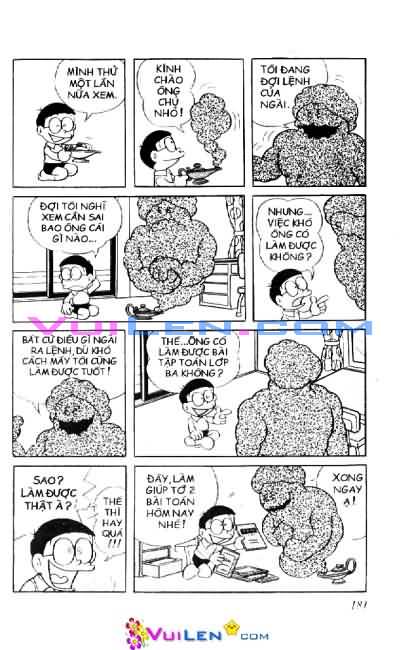 MÌNH THỬ
MỘT LẦN
NỮA XEM.
KÍNH
CHÀO
ÔNG
CHỦ
NHỎ!
TÔI ĐANG
ĐỢI LỆNH
CỦA
NGÀI.
ĐỢI TÔI NGHĨ
XEM CẦN SAI
BẢO ÔNG CÁI
GÌ NÀO...
NHƯNG...
VIỆC KHÓ
ÔNG CÓ
LÀM ĐƯỢC
KHÔNG?
VUILEN.COM
BẤT CỨ ĐIỀU GÌ NGÀI
RA LỆNH, DÙ KHÓ
CÁCH MẤY TÔI CŨNG
LÀM ĐƯỢC TUỐT!
THẾ...ÔNG CÓ
LÀM ĐƯỢC BÀI
TẬP TOÁN LỚP
BA KHÔNG?
SAO?
LÀM ĐƯỢC
THẬT À?
THẾ
THÌ
HAY
QUÁ
!!!
ĐÂY, LÀM
GIÚP TỚ 2
BÀI TOÁN
HÔM NAY
NHÉ!
XONG
NGAY
Ạ!
181
VUILEN.COM